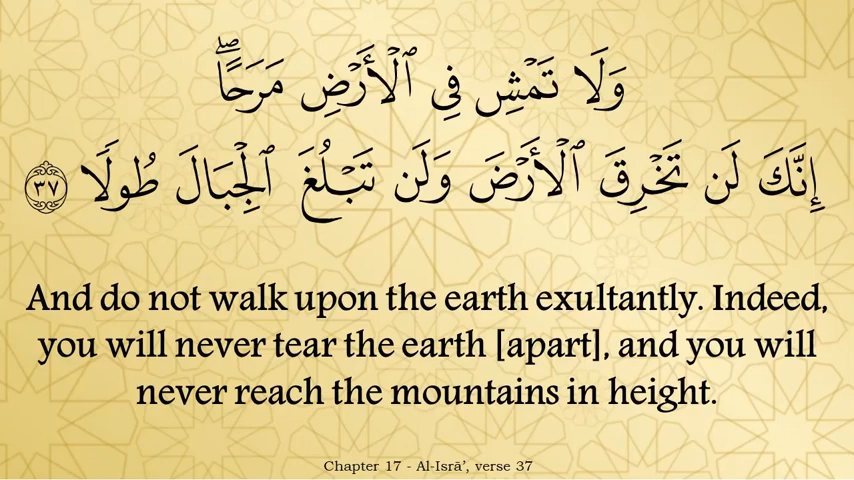 وَلَا تَمْشِ فِى ٱلْأَرْضِ مَرَحًا ۖ
إِنَّكَ لَن تَخْرِقَ ٱلْأَرْضَ وَلَن تَبْلُغَ ٱلْجِبَالَ طُولًا ٣٧
And do not walk upon the earth exultantly. Indeed,
you will never tear the earth [apart], and you will
never reach the mountains in height.
Chapter 17 - Al-Isrā’, verse 37